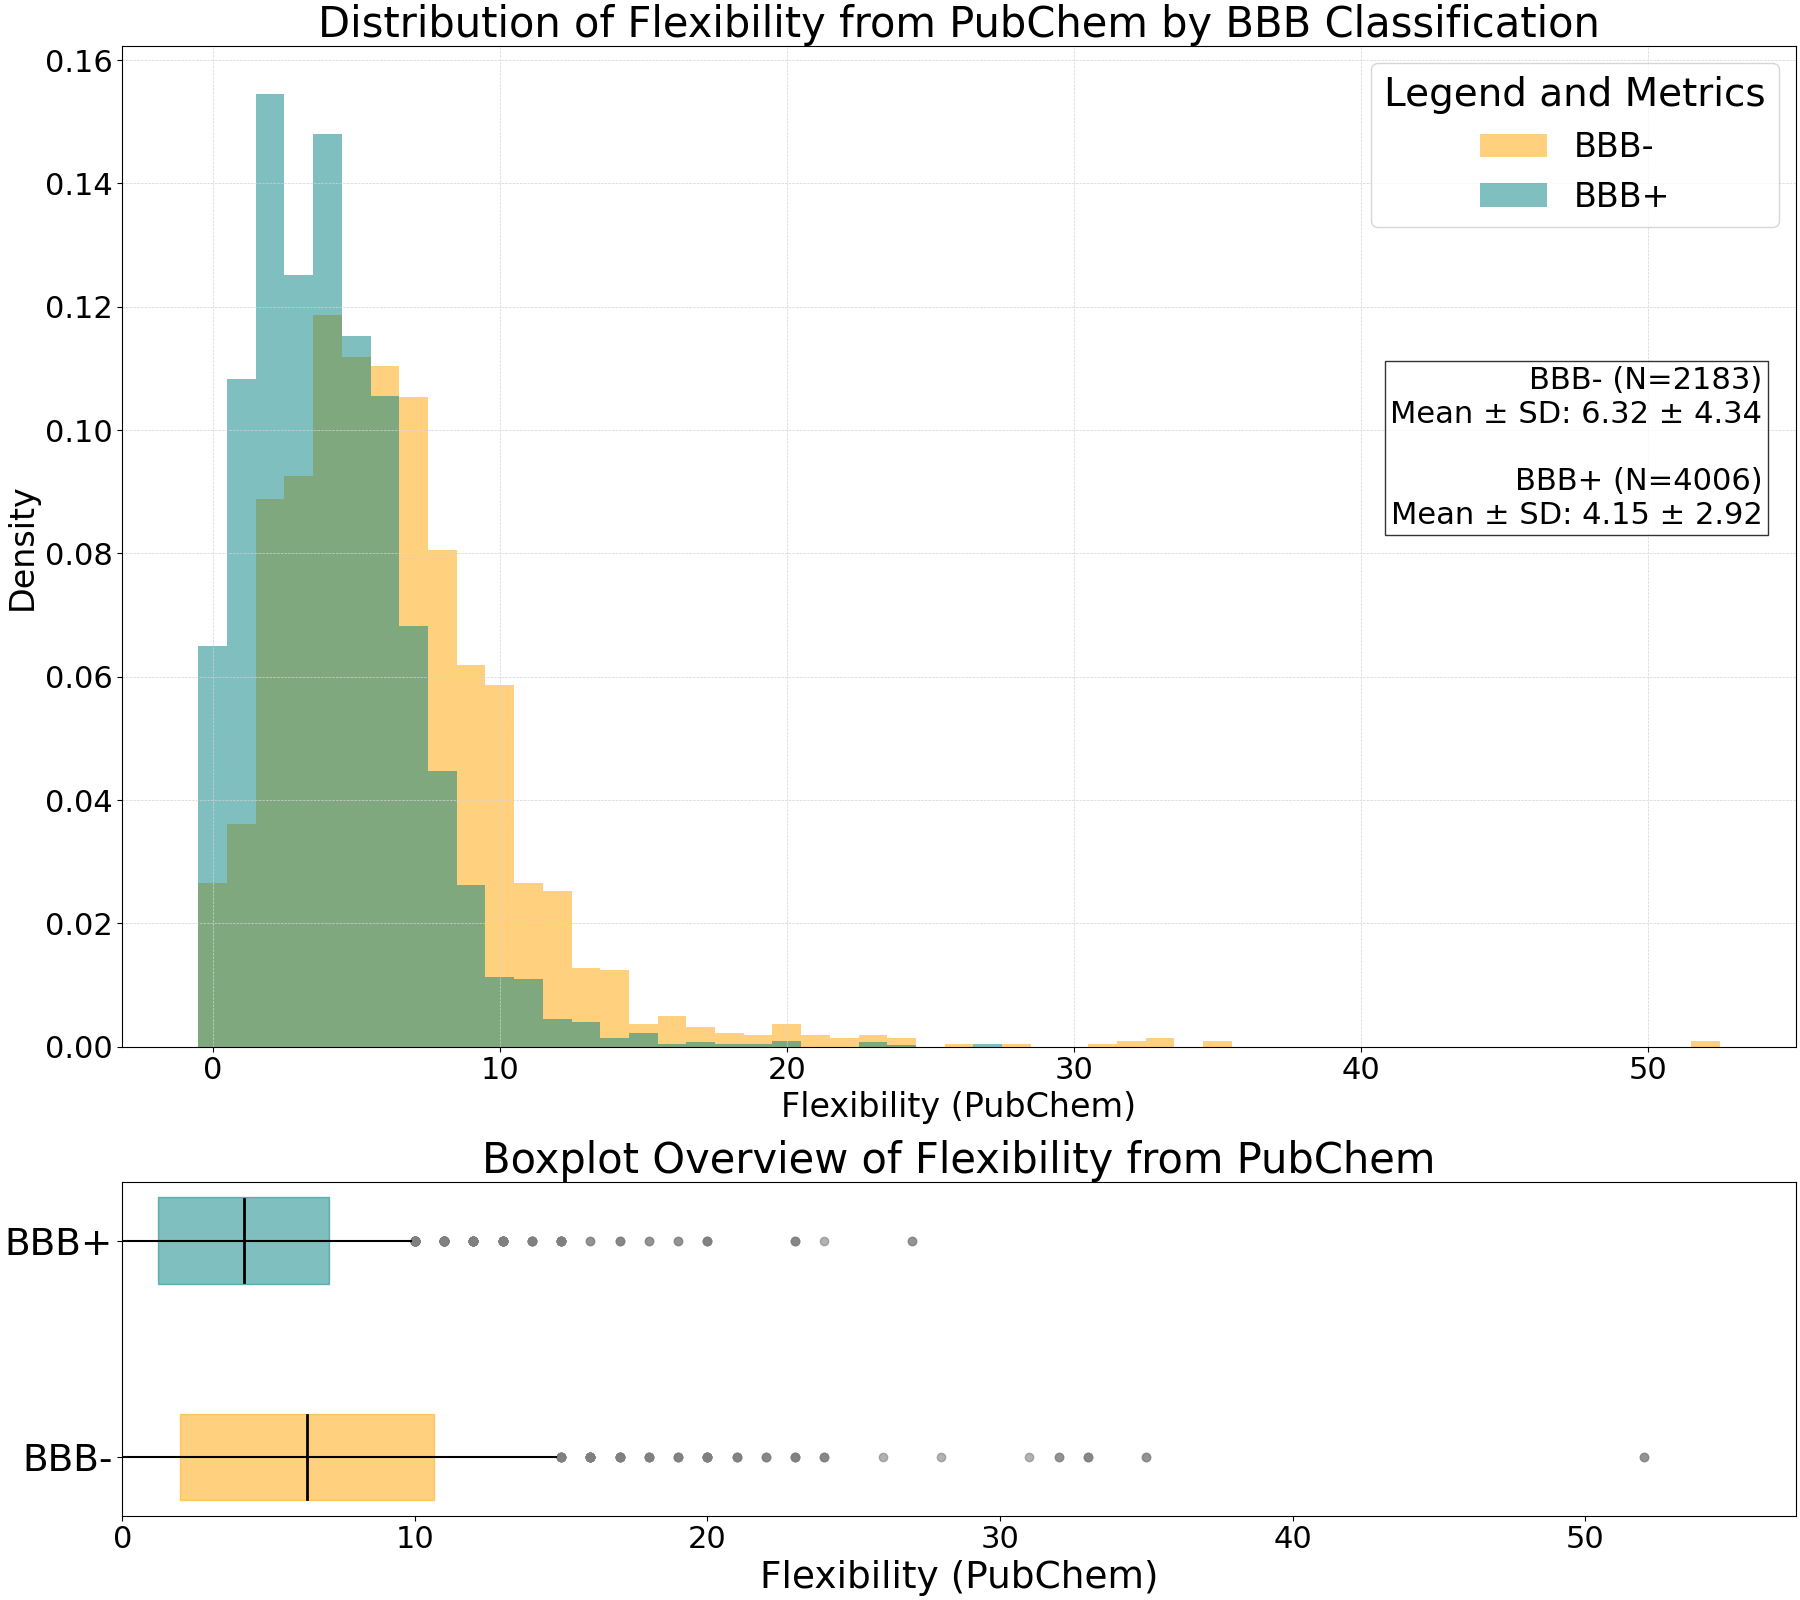 Distribution of Flexibility from PubChem by BBB Classification
Density
0.16
0.14
0.12
0.10
0.08
0.06
0.04
0.02
0.00
Legend and Metrics
BBB-
BBB+
BBB- (N=2183)
Mean ± SD: 6.32 ± 4.34
BBB+ (N=4006)
Mean ± SD: 4.15 ± 2.92
0 10 20 30 40 50
Flexibility (PubChem)
Boxplot Overview of Flexibility from PubChem
BBB+
BBB-
0 10 20 30 40 50
Flexibility (PubChem)